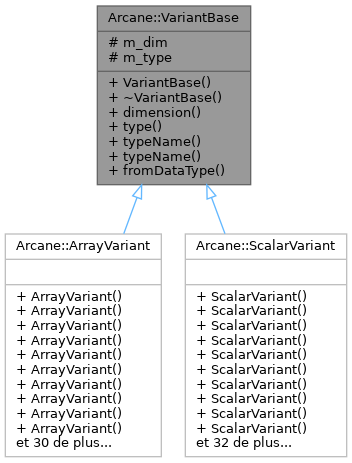 Arcane::VariantBase
# m_dim
# m_type
+ VariantBase()
+ ~VariantBase()
+ dimension()
+ type()
+ typeName()
+ typeName()
+ fromDataType()
Arcane::ArrayVariant
+ ArrayVariant()
+ ArrayVariant()
+ ArrayVariant()
+ ArrayVariant()
+ ArrayVariant()
+ ArrayVariant()
+ ArrayVariant()
+ ArrayVariant()
+ ArrayVariant()
+ ArrayVariant()
et 30 de plus...
Arcane::ScalarVariant
+ ScalarVariant()
+ ScalarVariant()
+ ScalarVariant()
+ ScalarVariant()
+ ScalarVariant()
+ ScalarVariant()
+ ScalarVariant()
+ ScalarVariant()
+ ScalarVariant()
+ ScalarVariant()
et 32 de plus...